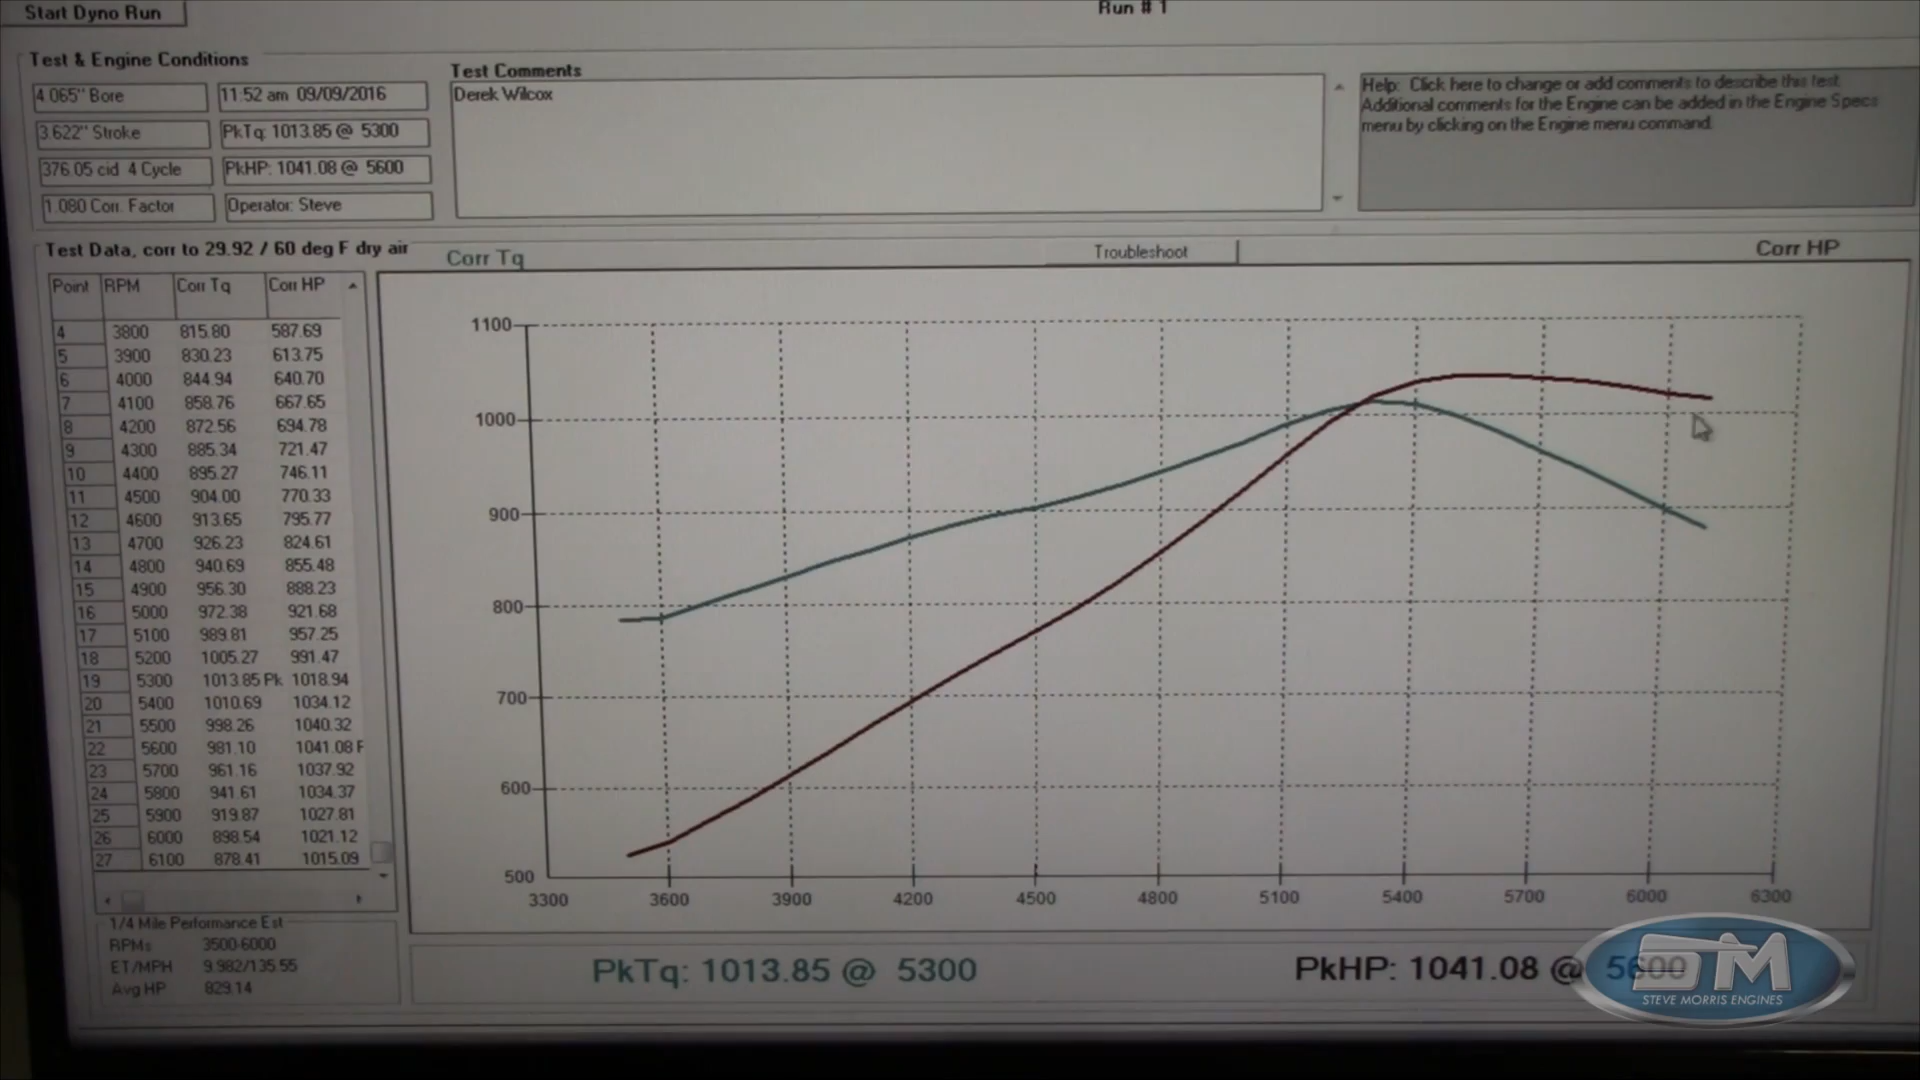 Start Dyno Run
Run # 1
Test & Engine Conditions
4.065" Bore
11:52 am 09/09/2016
3.622" Stroke
PkTq: 1013.85 @ 5300
376.05 cid 4 Cycle
PkHP: 1041.08 @ 5600
1.080 Corr. Factor
Operator: Steve
Test Comments
Derek Wilcox
Help: Click here to change or add comments to describe this test.
Additional comments for the Engine can be added in the Engine Specs
menu by clicking on the Engine menu command.
Test Data, corr to 29.92 / 60 deg F dry air
Point RPM Corr Tq Corr HP
4 3800 815.80 587.69
5 3900 830.23 613.75
6 4000 844.94 640.70
7 4100 858.76 667.65
8 4200 872.56 694.78
9 4300 885.34 721.47
10 4400 895.27 746.11
11 4500 904.00 770.33
12 4600 913.65 795.77
13 4700 926.23 824.61
14 4800 940.69 855.48
15 4900 956.30 888.23
16 5000 972.38 921.68
17 5100 989.81 957.25
18 5200 1005.27 991.47
19 5300 1013.85 Pk 1018.94
20 5400 1010.69 1034.12
21 5500 998.26 1040.32
22 5600 981.10 1041.08 P
23 5700 961.16 1037.92
24 5800 941.61 1034.37
25 5900 919.87 1027.81
26 6000 898.54 1021.12
27 6100 878.41 1015.09
1/4 Mile Performance Est
RPMs 3500-6000
ET/MPH 9.982/135.55
Avg HP 829.14
Corr Tq
Troubleshoot
Corr HP
1100
1000
900
800
700
600
500
3300 3600 3900 4200 4500 4800 5100 5400 5700 6000 6300
PkTq: 1013.85 @ 5300
PkHP: 1041.08 @ 5600
SM
STEVE MORRIS ENGINES